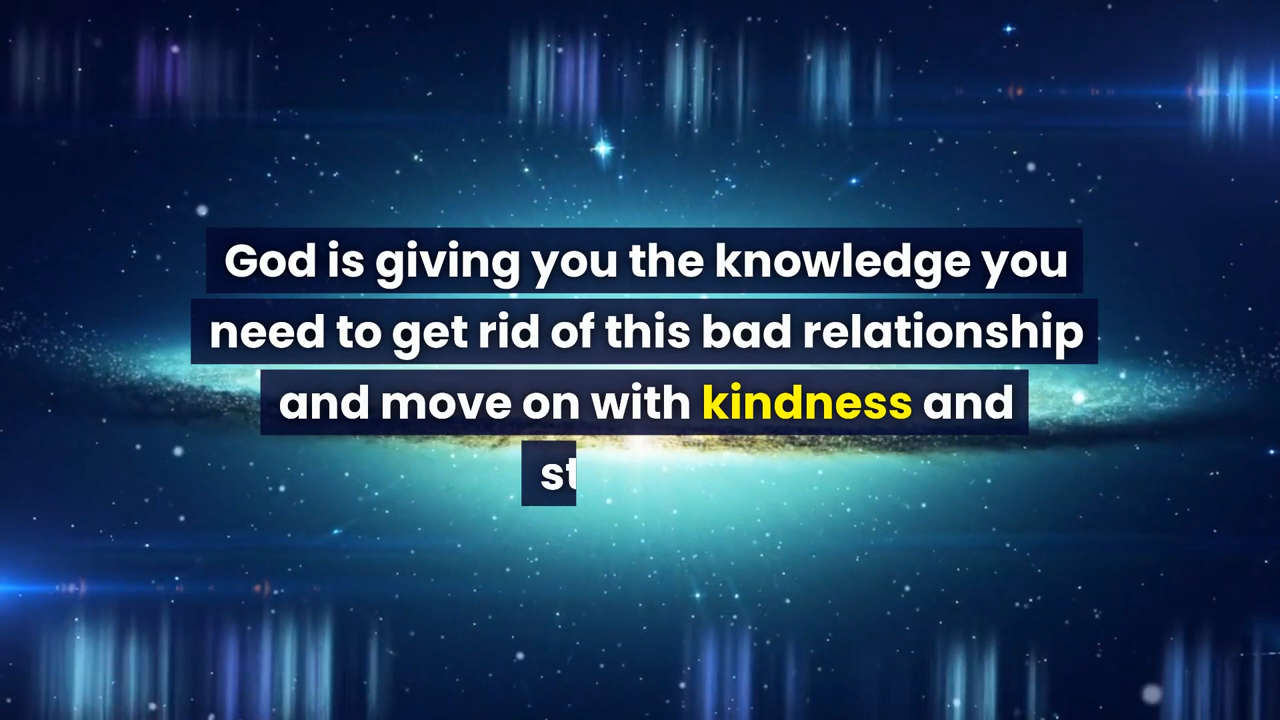 God is giving you the knowledge you
need to get rid of this bad relationship
and move on with kindness and